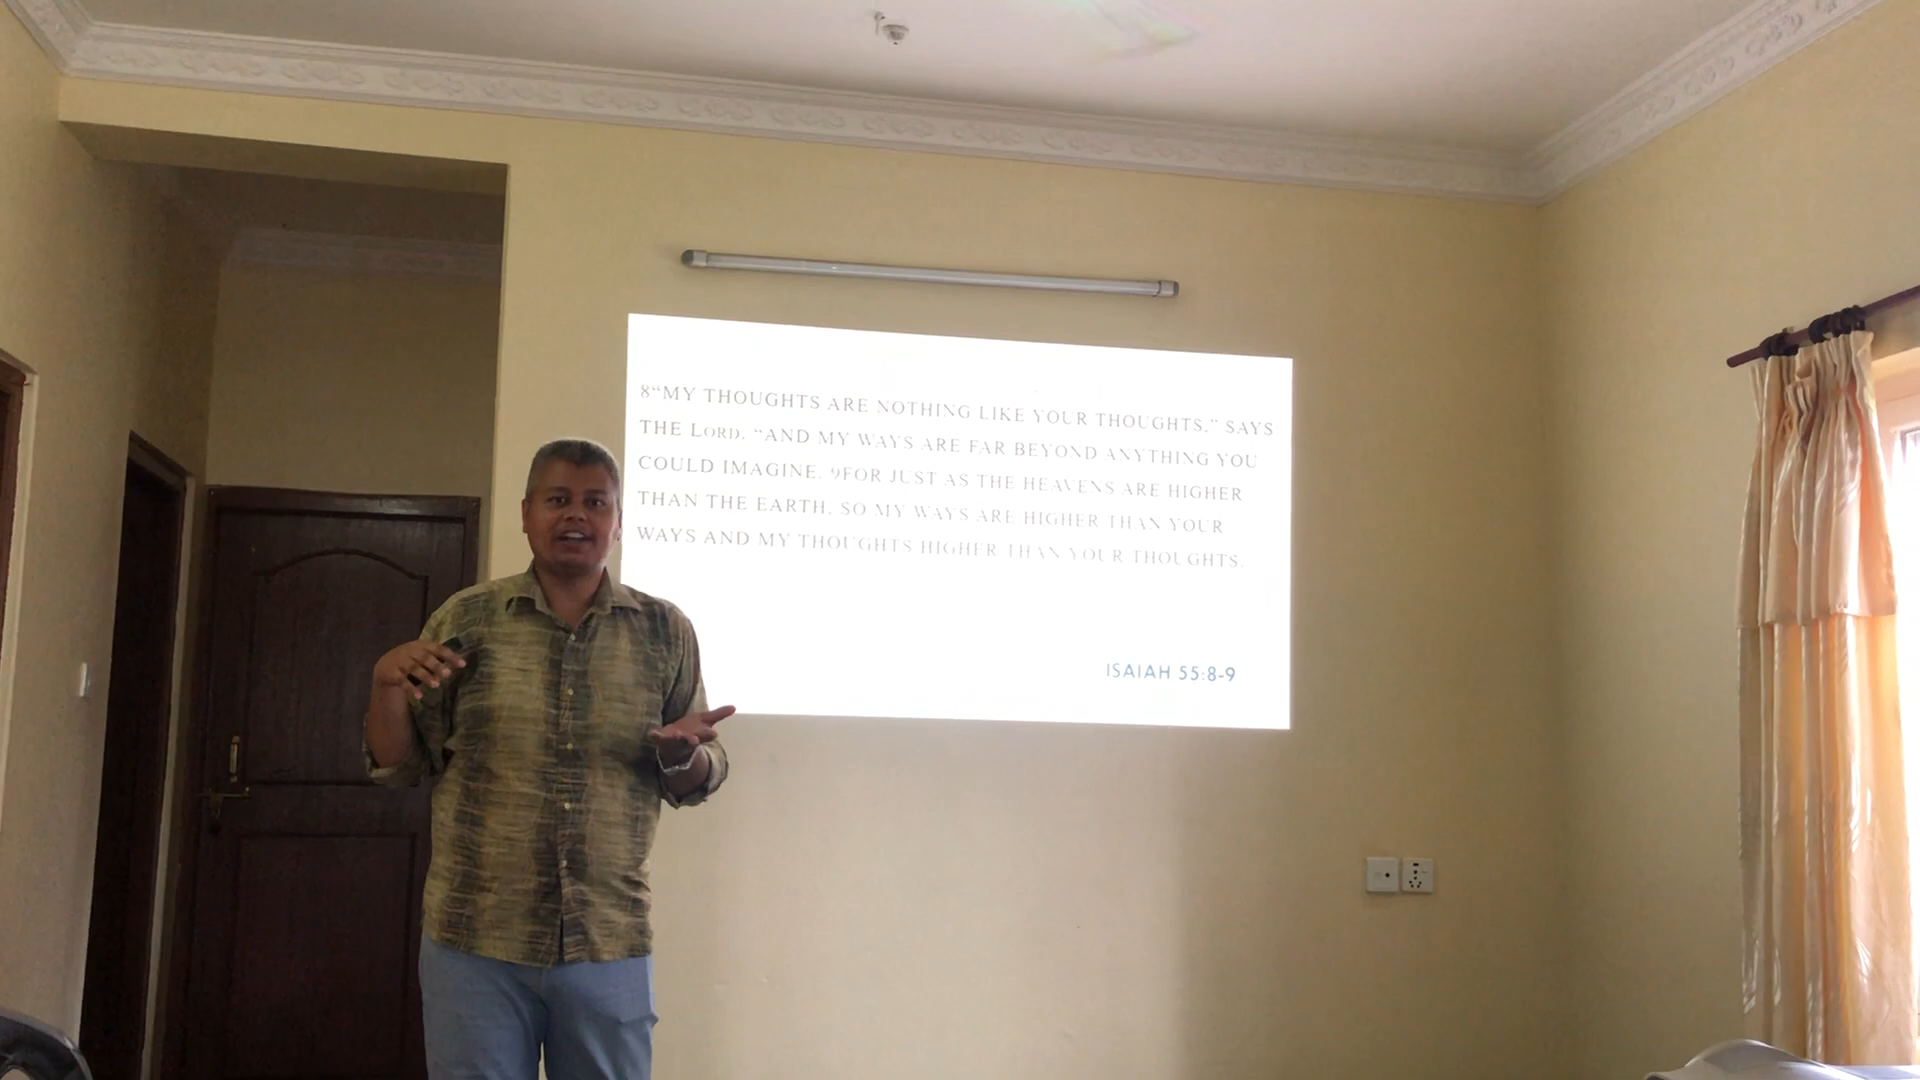 8“MY THOUGHTS ARE NOTHING LIKE YOUR THOUGHTS,” SAYS
THE LORD. “AND MY WAYS ARE FAR BEYOND ANYTHING YOU
COULD IMAGINE. 9FOR JUST AS THE HEAVENS ARE HIGHER
THAN THE EARTH, SO MY WAYS ARE HIGHER THAN YOUR
WAYS AND MY THOUGHTS HIGHER THAN YOUR THOUGHTS.
ISAIAH 55:8-9